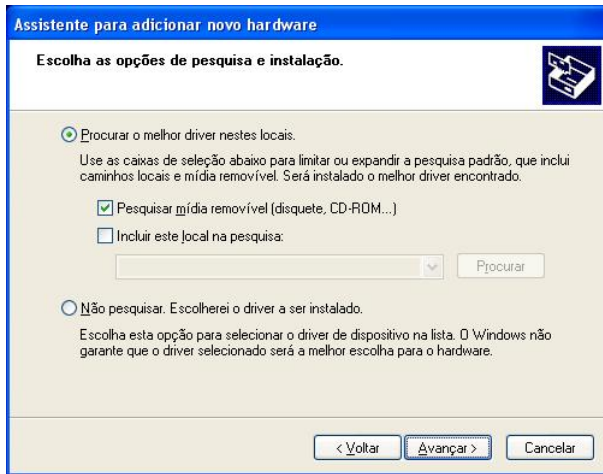 Assistente para adicionar novo hardware
Escolha as opções de pesquisa e instalação.
Procurar o melhor driver nestes locais.
Use as caixas de seleção abaixo para limitar ou expandir a pesquisa padrão, que inclui
caminhos locais e mídia removível. Será instalado o melhor driver encontrado.
Pesquisar mídia removível (disquete, CD-ROM...)
Incluir este local na pesquisa:
Procurar
Não pesquisar. Escolherei o driver a ser instalado.
Escolha esta opção para selecionar o driver de dispositivo na lista. O Windows não
garante que o driver selecionado será a melhor escolha para o hardware.
< Voltar Avançar > Cancelar